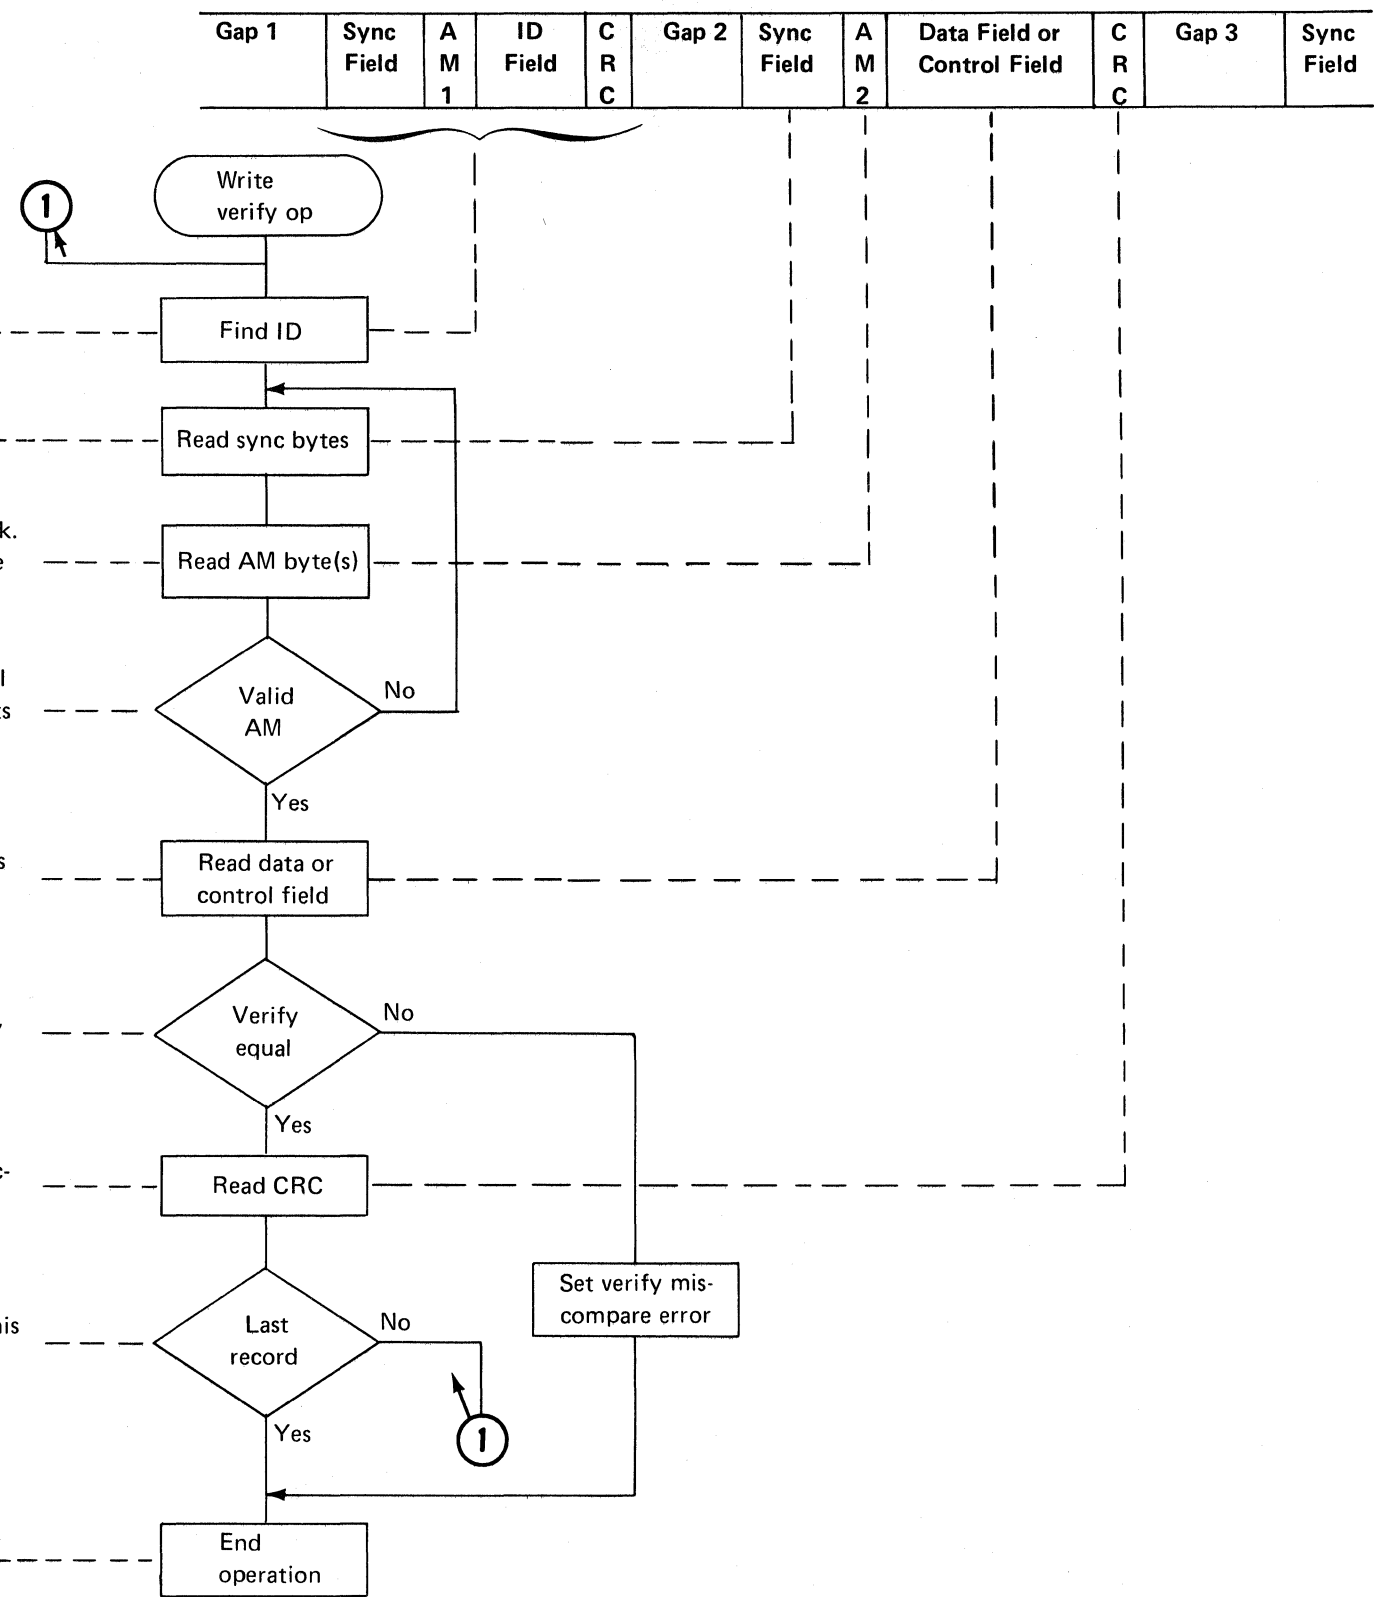 Gap 1
Sync
Field
A
M
1
ID
Field
C
R
C
Gap 2
Sync
Field
A
M
2
Data Field or
Control Field
C
R
C
Gap 3
Sync
Field
Write
verify op
1
Find ID
Read sync bytes
k.
e
Read AM byte(s)
l
ts
Valid
AM
No
Yes
s
Read data or
control field
Verify
equal
No
Yes
c-
Read CRC
Set verify mis-
compare error
his
Last
record
No
1
Yes
End
operation